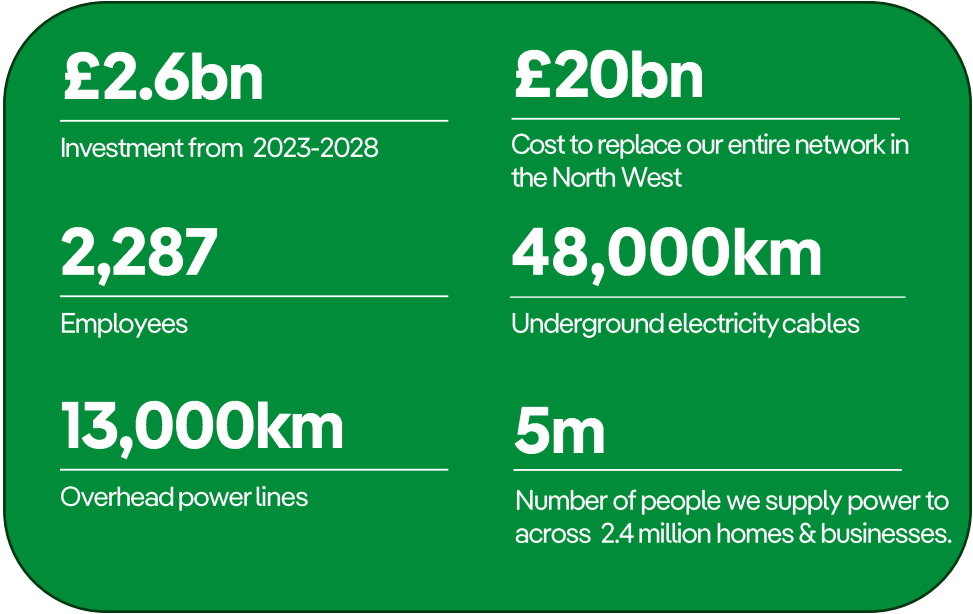 £2.6bn
Investment from 2023-2028
£20bn
Cost to replace our entire network in
the North West
2,287
Employees
48,000km
Underground electricity cables
13,000km
Overhead power lines
5m
Number of people we supply power to
across 2.4 million homes & businesses.